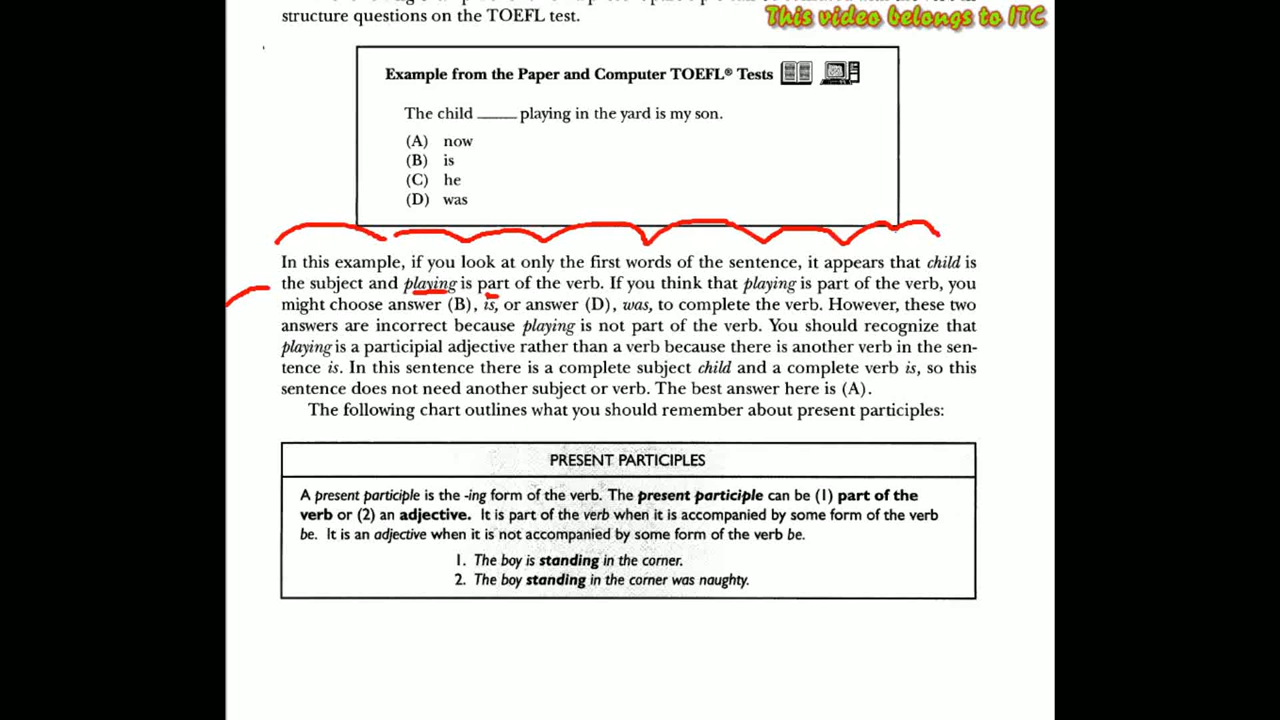 structure questions on the TOEFL test.
This video belongs to ITC
Example from the Paper and Computer TOEFL® Tests
The child ____ playing in the yard is my son.
(A) now
(B) is
(C) he
(D) was
In this example, if you look at only the first words of the sentence, it appears that child is
the subject and playing is part of the verb. If you think that playing is part of the verb, you
might choose answer (B), is, or answer (D), was, to complete the verb. However, these two
answers are incorrect because playing is not part of the verb. You should recognize that
playing is a participial adjective rather than a verb because there is another verb in the sen-
tence is. In this sentence there is a complete subject child and a complete verb is, so this
sentence does not need another subject or verb. The best answer here is (A).
The following chart outlines what you should remember about present participles:
PRESENT PARTICIPLES
A present participle is the -ing form of the verb. The present participle can be (1) part of the
verb or (2) an adjective. It is part of the verb when it is accompanied by some form of the verb
be. It is an adjective when it is not accompanied by some form of the verb be.
1. The boy is standing in the corner.
2. The boy standing in the corner was naughty.